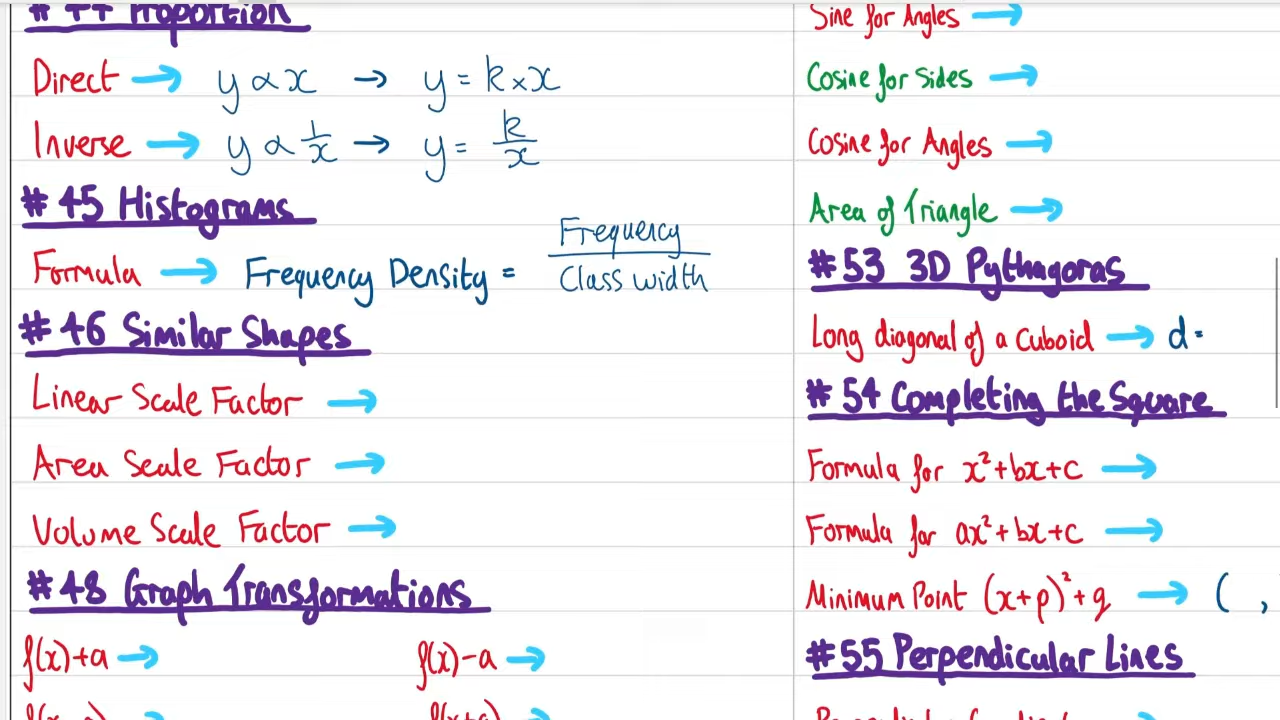 # 44 Proportion
Direct → y ∝ x → y = k × x
Inverse → y ∝ 1/x → y = k/x
# 45 Histograms
Formula → Frequency Density = Frequency / Class width
# 46 Similar Shapes
Linear Scale Factor →
Area Scale Factor →
Volume Scale Factor →
# 48 Graph Transformations
f(x)+a → f(x)-a →
Sine for Angles →
Cosine for Sides →
Cosine for Angles →
Area of Triangle →
# 53 3D Pythagoras
Long diagonal of a Cuboid → d =
# 54 Completing the Square
Formula for x²+bx+c →
Formula for ax²+bx+c →
Minimum Point (x+p)²+q → ( ,
# 55 Perpendicular Lines